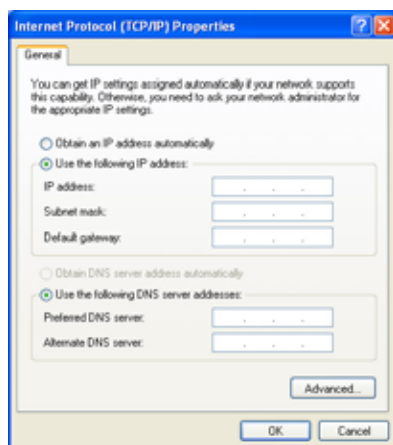 Internet Protocol (TCP/IP) Properties
General
You can get IP settings assigned automatically if your network supports
this capability. Otherwise, you need to ask your network administrator for
the appropriate IP settings.
Obtain an IP address automatically
Use the following IP address:
IP address:
Subnet mask:
Default gateway:
Obtain DNS server address automatically
Use the following DNS server addresses:
Preferred DNS server:
Alternate DNS server:
Advanced...
OK
Cancel